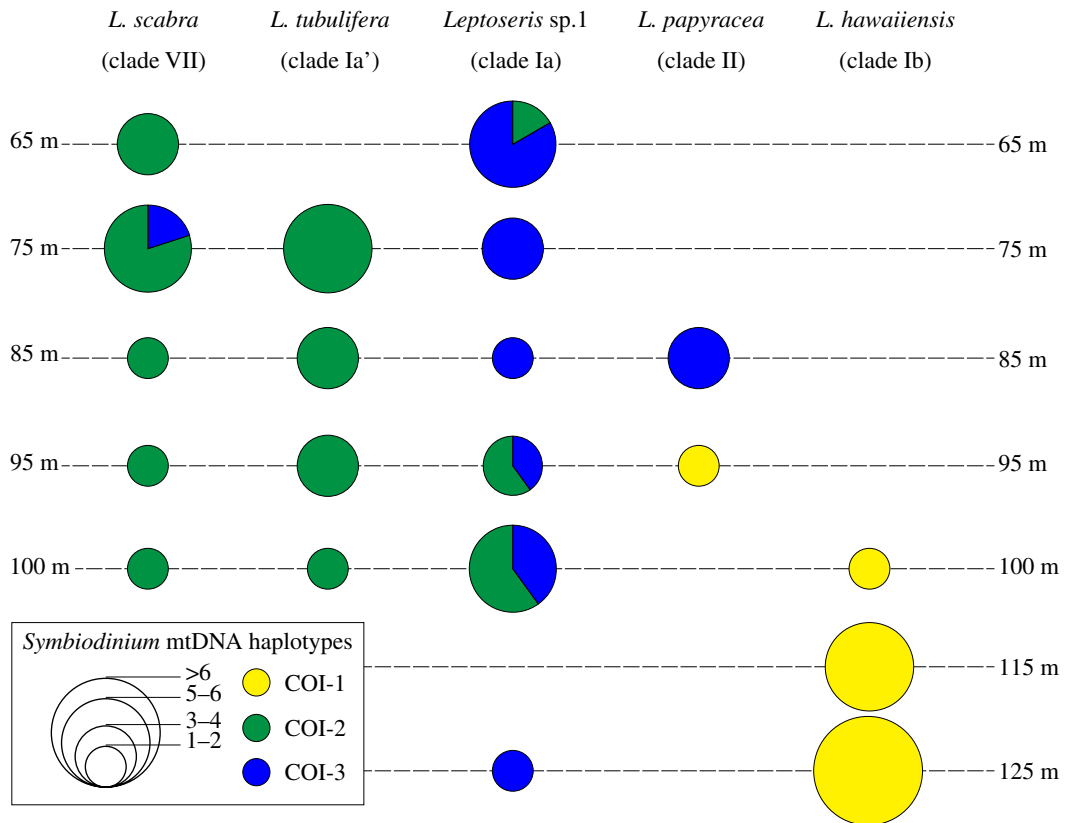 L. scabra L. tubulifera Leptoseris sp.1 L. papyracea L. hawaiiensis
(clade VII) (clade Ia’) (clade Ia) (clade II) (clade Ib)
65 m 65 m
75 m 75 m
85 m 85 m
95 m 95 m
100 m 100 m
115 m
125 m
Symbiodinium mtDNA haplotypes
>6
5–6
3–4
1–2
COI-1
COI-2
COI-3